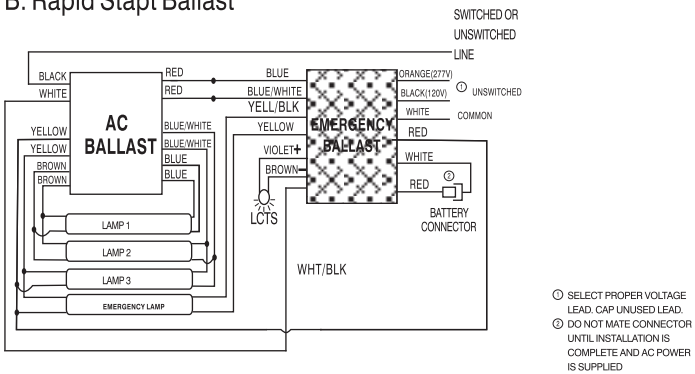 B. Rapid Stapt Ballast
SWITCHED OR
UNSWITCHED
LINE
BLACK
WHITE
YELLOW
YELLOW
BROWN
BROWN
AC
BALLAST
RED
RED
BLUE/WHITE
BLUE/WHITE
BLUE
BLUE
BLUE
BLUE/WHITE
YELL/BLK
YELLOW
VIOLET+
BROWN-
LCTS
EMERGENCY
BALLAST
ORANGE(277V)
① UNSWITCHED
BLACK(120V)
WHITE
COMMON
RED
WHITE
②
RED
BATTERY
CONNECTOR
LAMP 1
LAMP 2
LAMP 3
EMERGENCY LAMP
WHT/BLK
① SELECT PROPER VOLTAGE
LEAD. CAP UNUSED LEAD.
② DO NOT MATE CONNECTOR
UNTIL INSTALLATION IS
COMPLETE AND AC POWER
IS SUPPLIED